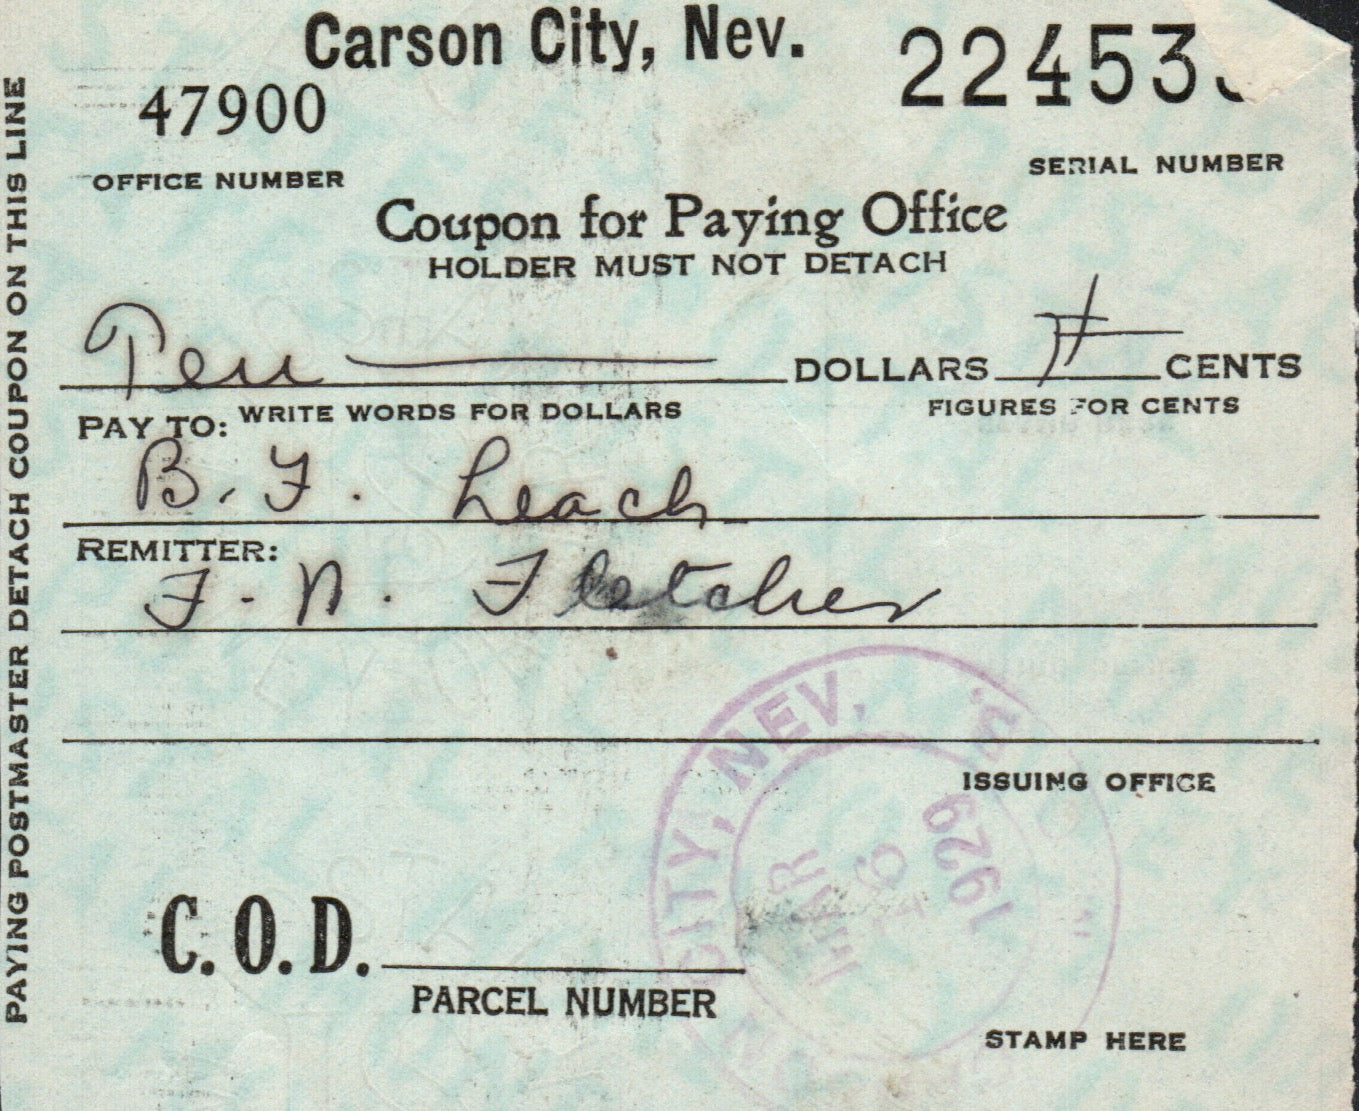 Carson City, Nev.
47900
22453
OFFICE NUMBER
SERIAL NUMBER
Coupon for Paying Office
HOLDER MUST NOT DETACH
Ten DOLLARS CENTS
WRITE WORDS FOR DOLLARS
FIGURES FOR CENTS
PAY TO:
B. F. Leach
REMITTER:
F. N. Fletcher
ISSUING OFFICE
C.O.D.
PARCEL NUMBER
STAMP HERE
CITY, NEV.
MAR
1929
PAYING POSTMASTER DETACH COUPON ON THIS LINE